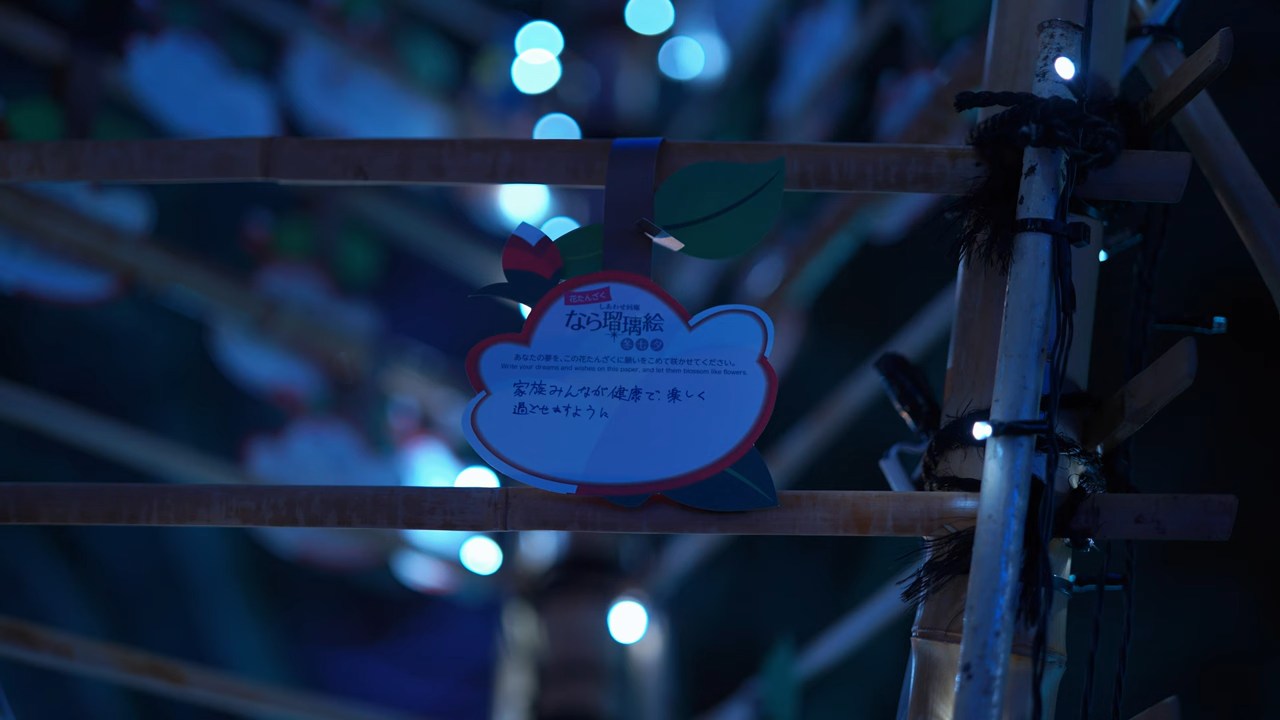 花たんざく
しあわせ回廊
なら瑠璃絵
冬七夕
あなたの夢を、この花たんざくに願いをこめて咲かせてください。
Write your dreams and wishes on this paper, and let them blossom like flowers.
家族みんなが健康で、楽しく
過ごせますように